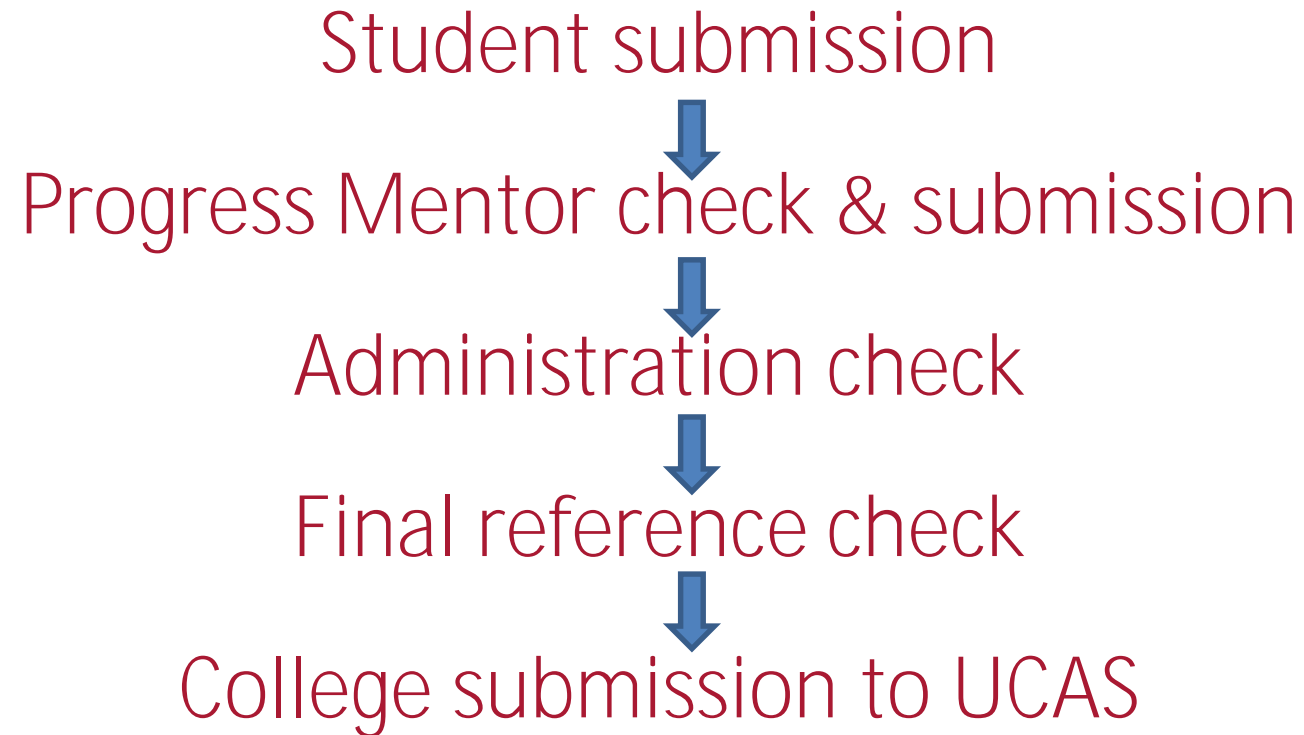 Student submission
Progress Mentor check & submission
Administration check
Final reference check
College submission to UCAS